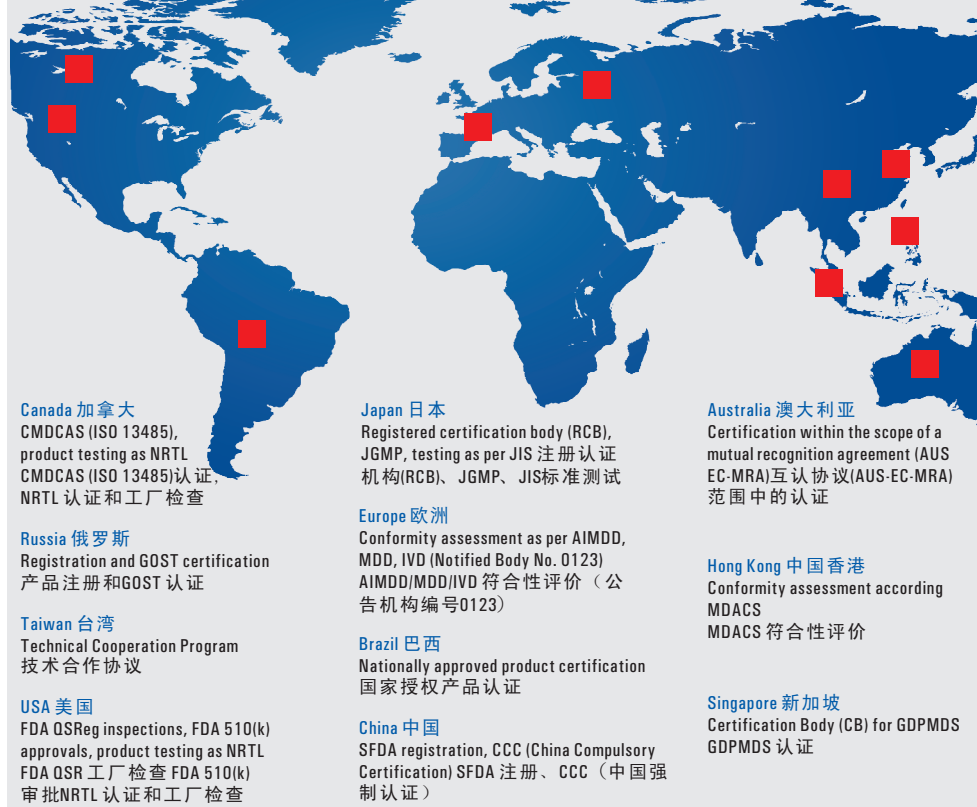 Canada 加拿大
CMDCAS (ISO 13485),
product testing as NRTL
CMDCAS (ISO 13485)认证,
NRTL 认证和工厂检查
Russia 俄罗斯
Registration and GOST certification
产品注册和GOST 认证
Taiwan 台湾
Technical Cooperation Program
技术合作协议
USA 美国
FDA QSReg inspections, FDA 510(k)
approvals, product testing as NRTL
FDA QSR 工厂检查 FDA 510(k)
审批NRTL 认证和工厂检查
Japan 日本
Registered certification body (RCB),
JGMP, testing as per JIS 注册认证
机构(RCB)、JGMP、JIS标准测试
Europe 欧洲
Conformity assessment as per AIMDD,
MDD, IVD (Notified Body No. 0123)
AIMDD/MDD/IVD 符合性评价（公
告机构编号0123）
Brazil 巴西
Nationally approved product certification
国家授权产品认证
China 中国
SFDA registration, CCC (China Compulsory
Certification) SFDA 注册、CCC（中国强
制认证）
Australia 澳大利亚
Certification within the scope of a
mutual recognition agreement (AUS
EC-MRA)互认协议(AUS-EC-MRA)
范围中的认证
Hong Kong 中国香港
Conformity assessment according
MDACS
MDACS 符合性评价
Singapore 新加坡
Certification Body (CB) for GDPMDS
GDPMDS 认证